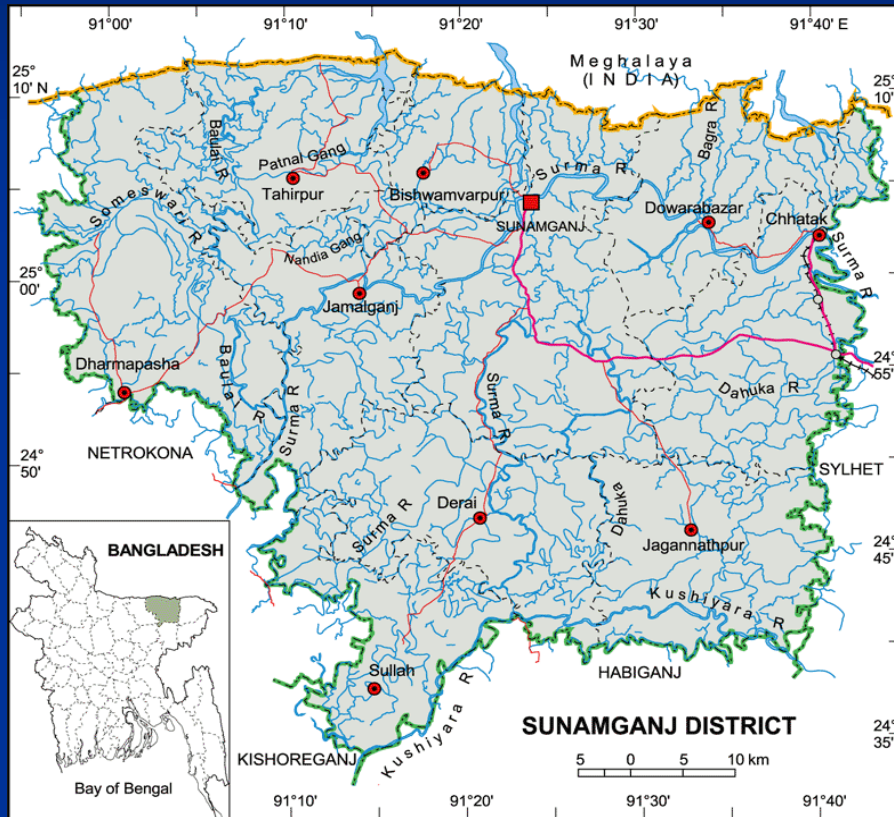 91°00' 91°10' 91°20' 91°30' 91°40' E
Meghalaya
(INDIA)
25°
10' N
25°
10'
Baulai R
Patnai Gang
Tahirpur
Bishwamvarpur
Surma R
Bagra R
Someswari R
SUNAMGANJ
Dowarabazar
Chhatak
Surma R
Nandia Gang
25°
00'
Jamalganj
Dharmapasha
Baula R
Surma R
Surma R
24°
55'
Dahuka R
NETROKONA
24°
50'
SYLHET
Derai
Surma R
Dahuka
Jagannathpur
24°
45'
BANGLADESH
Kushiyara R
Sullah
HABIGANJ
KISHOREGANJ
Kushiyara R
SUNAMGANJ DISTRICT
24°
35'
5 0 5 10 km
Bay of Bengal
91°10' 91°20' 91°30' 91°40'